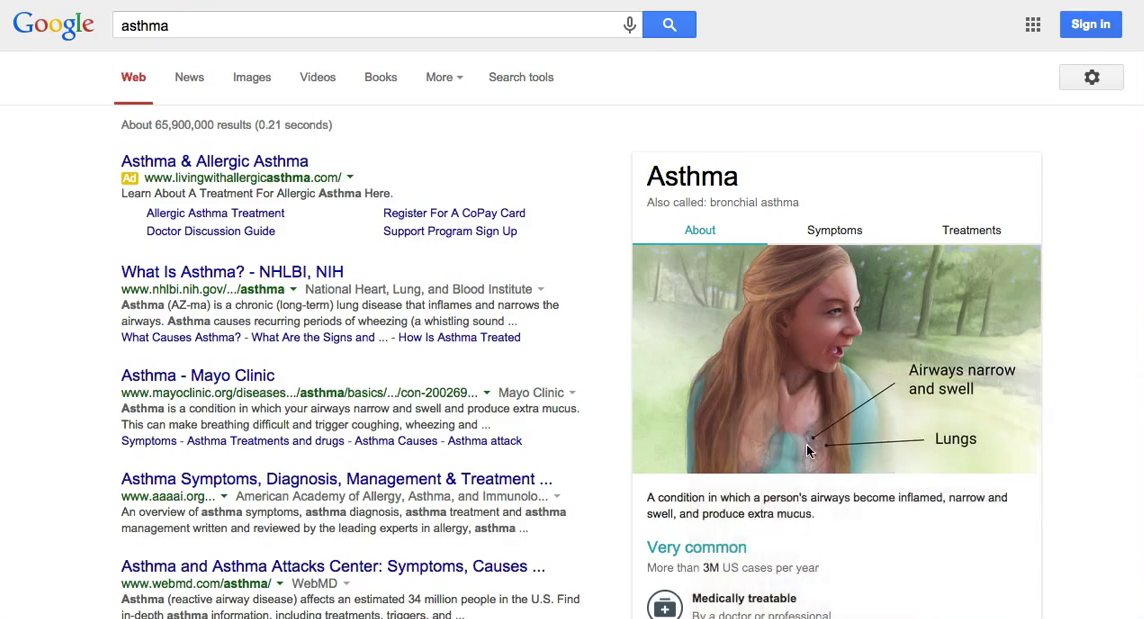 Google
asthma
Sign in
Web News Images Videos Books More Search tools
About 65,900,000 results (0.21 seconds)
Asthma & Allergic Asthma
Ad www.livingwithallergicasthma.com/
Learn About A Treatment For Allergic Asthma Here.
Allergic Asthma Treatment Register For A CoPay Card
Doctor Discussion Guide Support Program Sign Up
What Is Asthma? - NHLBI, NIH
www.nhlbi.nih.gov/.../asthma National Heart, Lung, and Blood Institute
Asthma (AZ-ma) is a chronic (long-term) lung disease that inflames and narrows the
airways. Asthma causes recurring periods of wheezing (a whistling sound ...
What Causes Asthma? - What Are the Signs and ... - How Is Asthma Treated
Asthma - Mayo Clinic
www.mayoclinic.org/diseases.../asthma/basics/.../con-200269... Mayo Clinic
Asthma is a condition in which your airways narrow and swell and produce extra mucus.
This can make breathing difficult and trigger coughing, wheezing and ...
Symptoms - Asthma Treatments and drugs - Asthma Causes - Asthma attack
Asthma Symptoms, Diagnosis, Management & Treatment ...
www.aaaai.org... American Academy of Allergy, Asthma, and Immunolo...
An overview of asthma symptoms, asthma diagnosis, asthma treatment and asthma
management written and reviewed by the leading experts in allergy, asthma ...
Asthma and Asthma Attacks Center: Symptoms, Causes ...
www.webmd.com/asthma/ WebMD
Asthma (reactive airway disease) affects an estimated 34 million people in the U.S. Find
in-depth asthma information, including treatments, triggers, and ...
Asthma
Also called: bronchial asthma
About Symptoms Treatments
Airways narrow
and swell
Lungs
A condition in which a person's airways become inflamed, narrow and
swell, and produce extra mucus.
Very common
More than 3M US cases per year
Medically treatable
By a doctor or professional